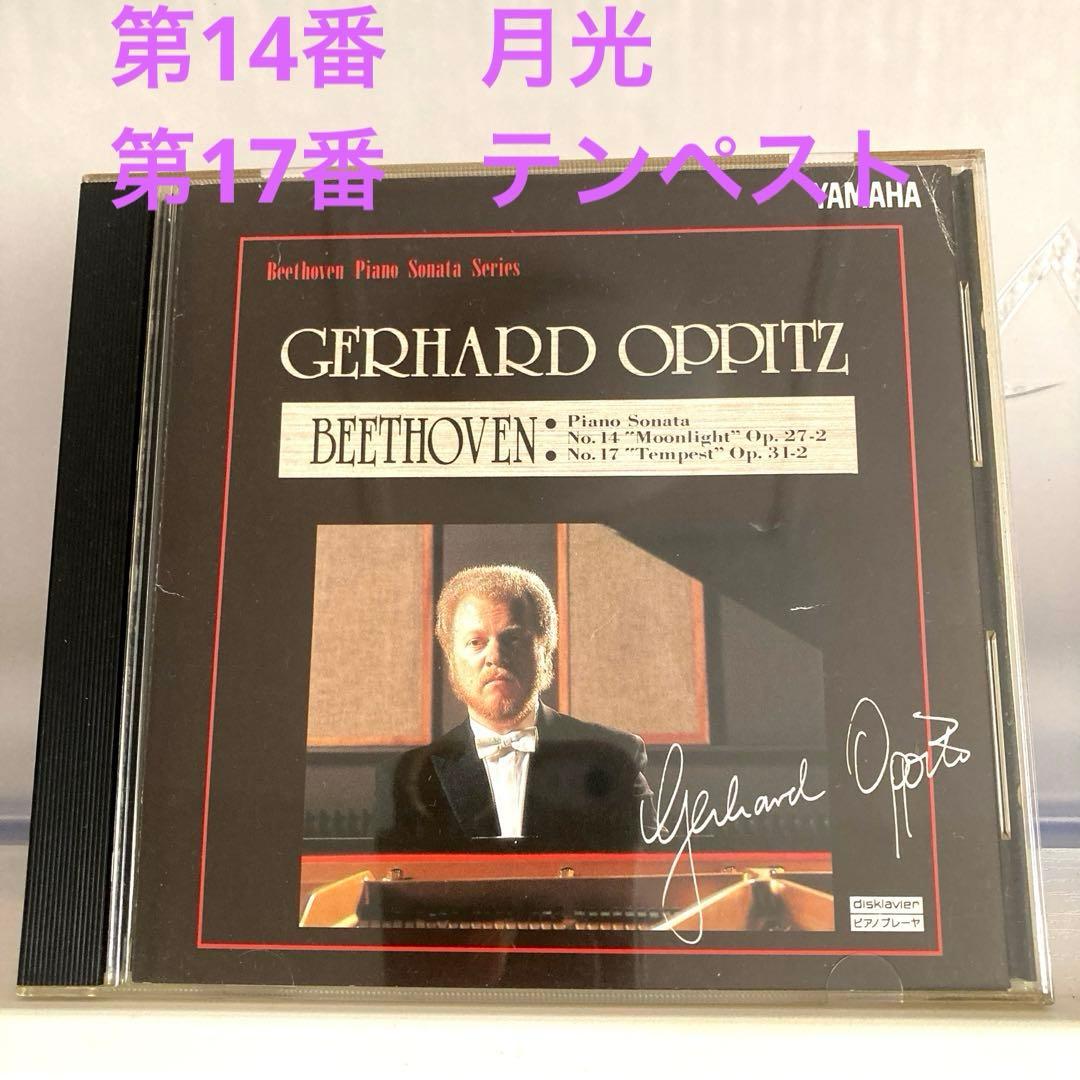 第14番　月光
第17番　テンペスト
YAMAHA
Beethoven Piano Sonata Series
GERHARD OPPITZ
BEETHOVEN:
Piano Sonata
No. 14 "Moonlight" Op. 27-2
No. 17 "Tempest" Op. 31-2
Gerhard Oppitz
disklavier
ピアノプレーヤ